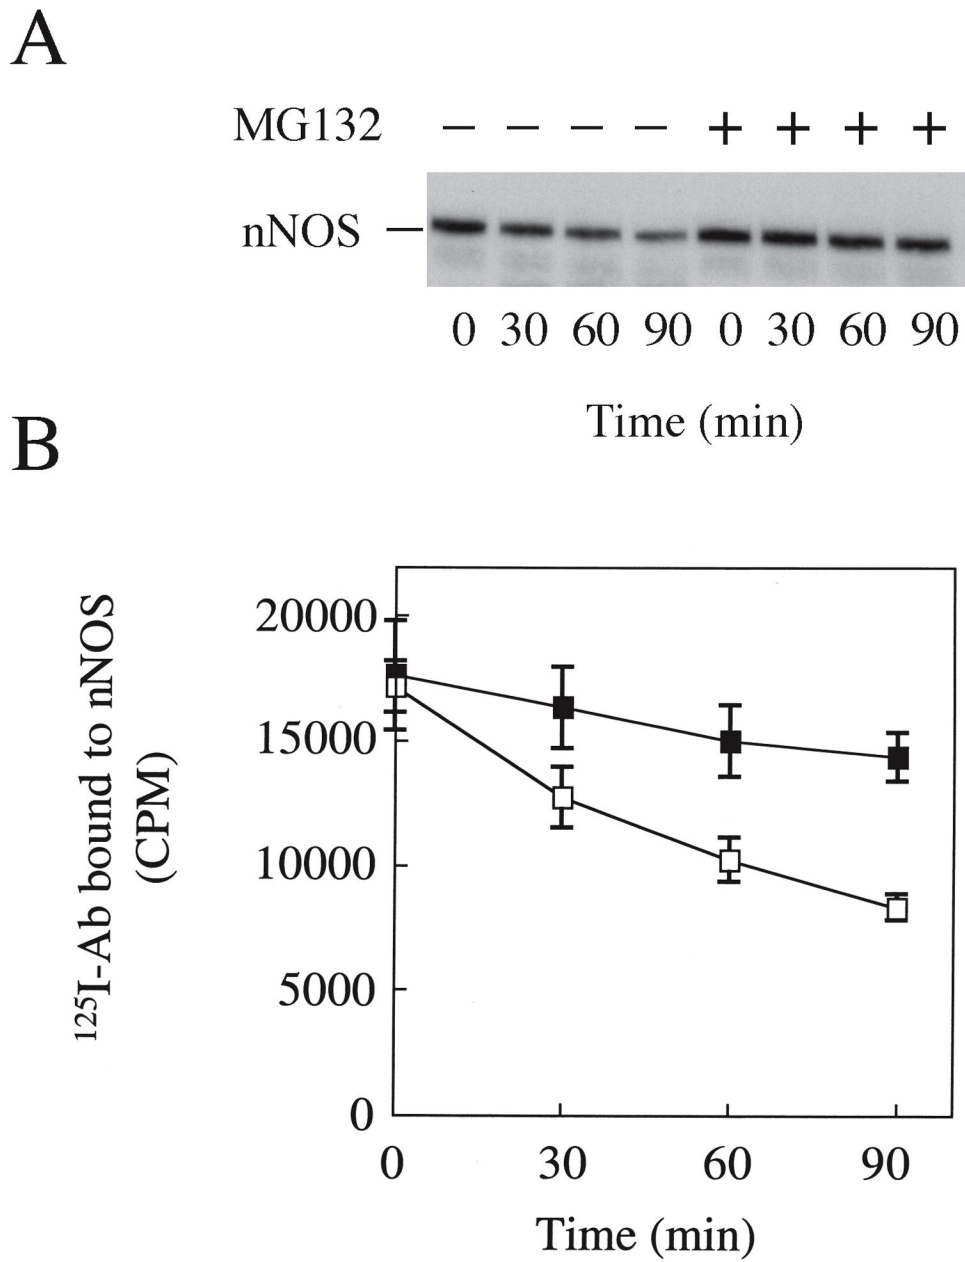 A
MG132 − − − − + + + +
nNOS —
0 30 60 90 0 30 60 90
Time (min)
B
¹²⁵I-Ab bound to nNOS
(CPM)
20000
15000
10000
5000
0
0 30 60 90
Time (min)